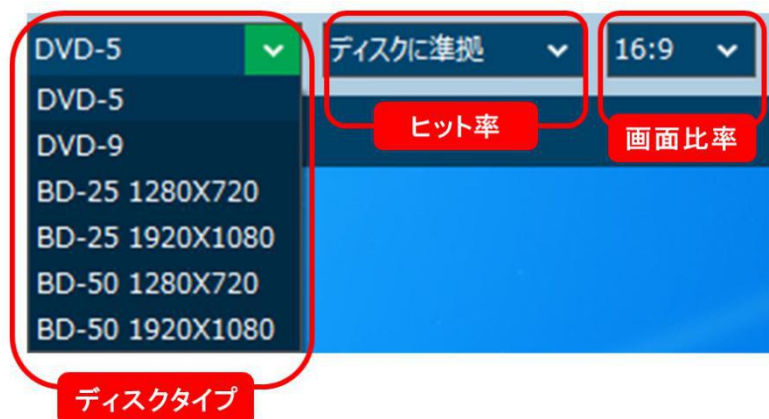 DVD-5
ディスクに準拠
16:9
DVD-5
DVD-9
BD-25 1280X720
BD-25 1920X1080
BD-50 1280X720
BD-50 1920X1080
ヒット率
画面比率
ディスクタイプ